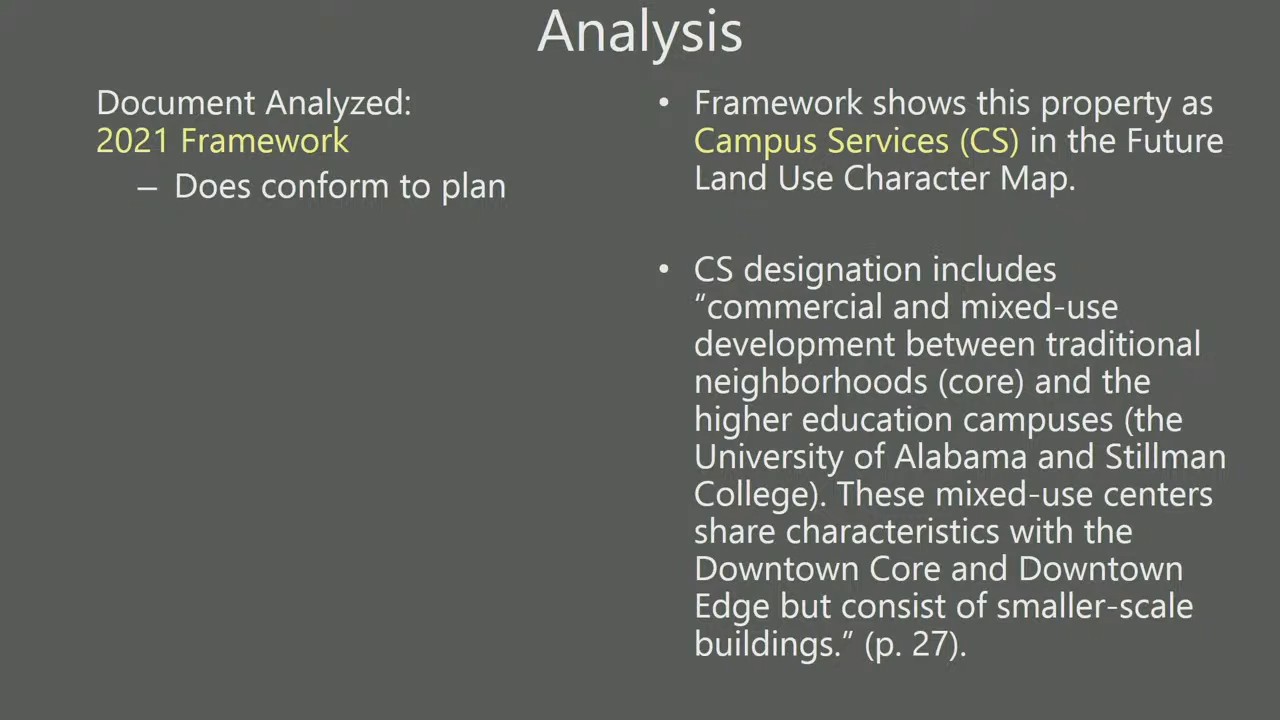 Analysis
Document Analyzed:
2021 Framework
– Does conform to plan
• Framework shows this property as
Campus Services (CS) in the Future
Land Use Character Map.
• CS designation includes
“commercial and mixed-use
development between traditional
neighborhoods (core) and the
higher education campuses (the
University of Alabama and Stillman
College). These mixed-use centers
share characteristics with the
Downtown Core and Downtown
Edge but consist of smaller-scale
buildings.” (p. 27).